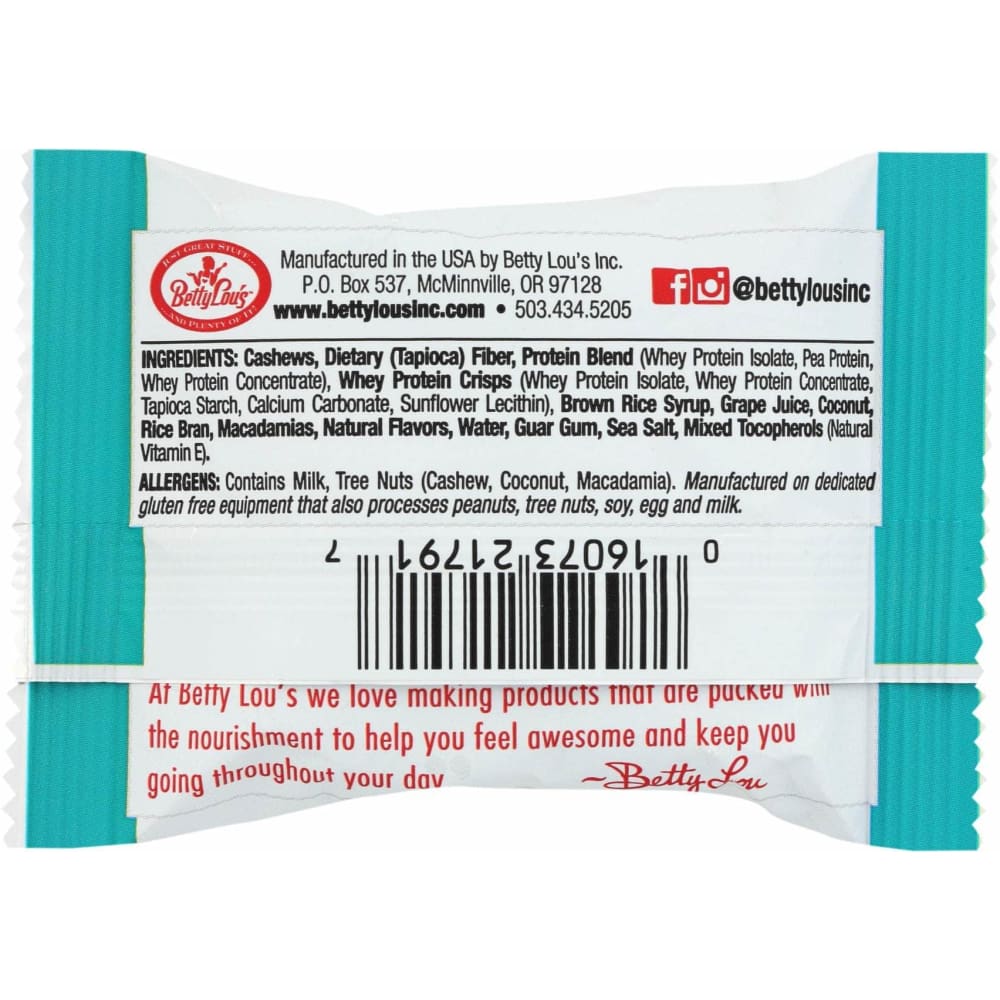 JUST GREAT STUFF...
Betty Lou's
...AND PLENTY OF IT!
Manufactured in the USA by Betty Lou's Inc.
P.O. Box 537, McMinnville, OR 97128
www.bettylousinc.com • 503.434.5205
@bettylousinc
INGREDIENTS: Cashews, Dietary (Tapioca) Fiber, Protein Blend (Whey Protein Isolate, Pea Protein,
Whey Protein Concentrate), Whey Protein Crisps (Whey Protein Isolate, Whey Protein Concentrate,
Tapioca Starch, Calcium Carbonate, Sunflower Lecithin), Brown Rice Syrup, Grape Juice, Coconut,
Rice Bran, Macadamias, Natural Flavors, Water, Guar Gum, Sea Salt, Mixed Tocopherols (Natural
Vitamin E).
ALLERGENS: Contains Milk, Tree Nuts (Cashew, Coconut, Macadamia). Manufactured on dedicated
gluten free equipment that also processes peanuts, tree nuts, soy, egg and milk.
0 16073 21791 7
At Betty Lou's we love making products that are packed with
the nourishment to help you feel awesome and keep you
going throughout your day
~Betty Lou